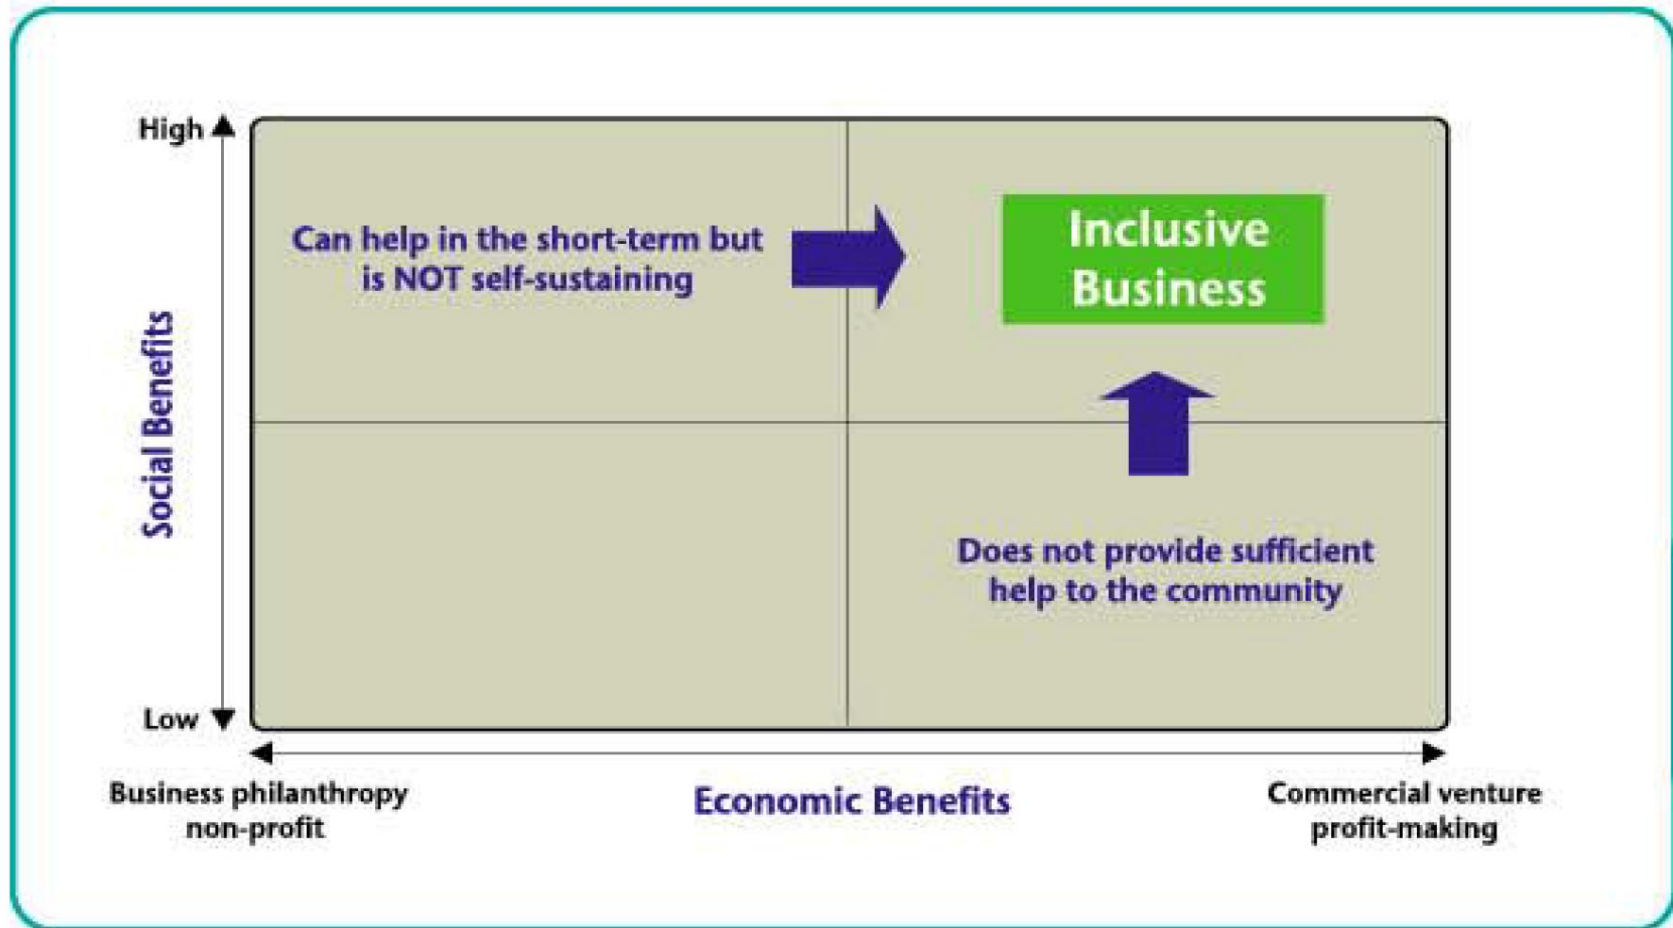 High
Can help in the short-term but
is NOT self-sustaining
Inclusive
Business
Social Benefits
Does not provide sufficient
help to the community
Low
Business philanthropy
non-profit
Economic Benefits
Commercial venture
profit-making